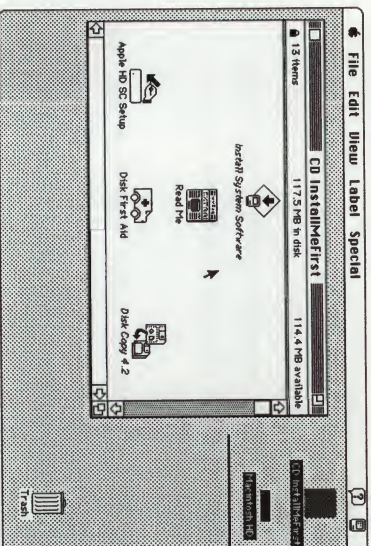 File Edit View Label Special
CD InstallMeFirst
13 items 117.5 MB in disk 114.4 MB available
Install System Software
Read Me
Apple HD SC Setup
Disk First Aid
Disk Copy 4.2
CD InstallMeFirst
Macintosh HD
Trash